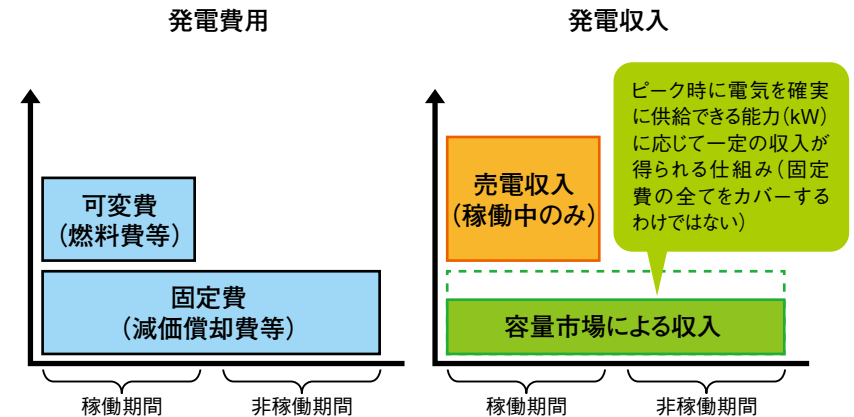 発電費用
可変費
（燃料費等）
固定費
（減価償却費等）
稼働期間
非稼働期間
発電収入
ピーク時に電気を確実
に供給できる能力（kW）
に応じて一定の収入が
得られる仕組み（固定
費の全てをカバーする
わけではない）
売電収入
（稼働中のみ）
容量市場による収入
稼働期間
非稼働期間